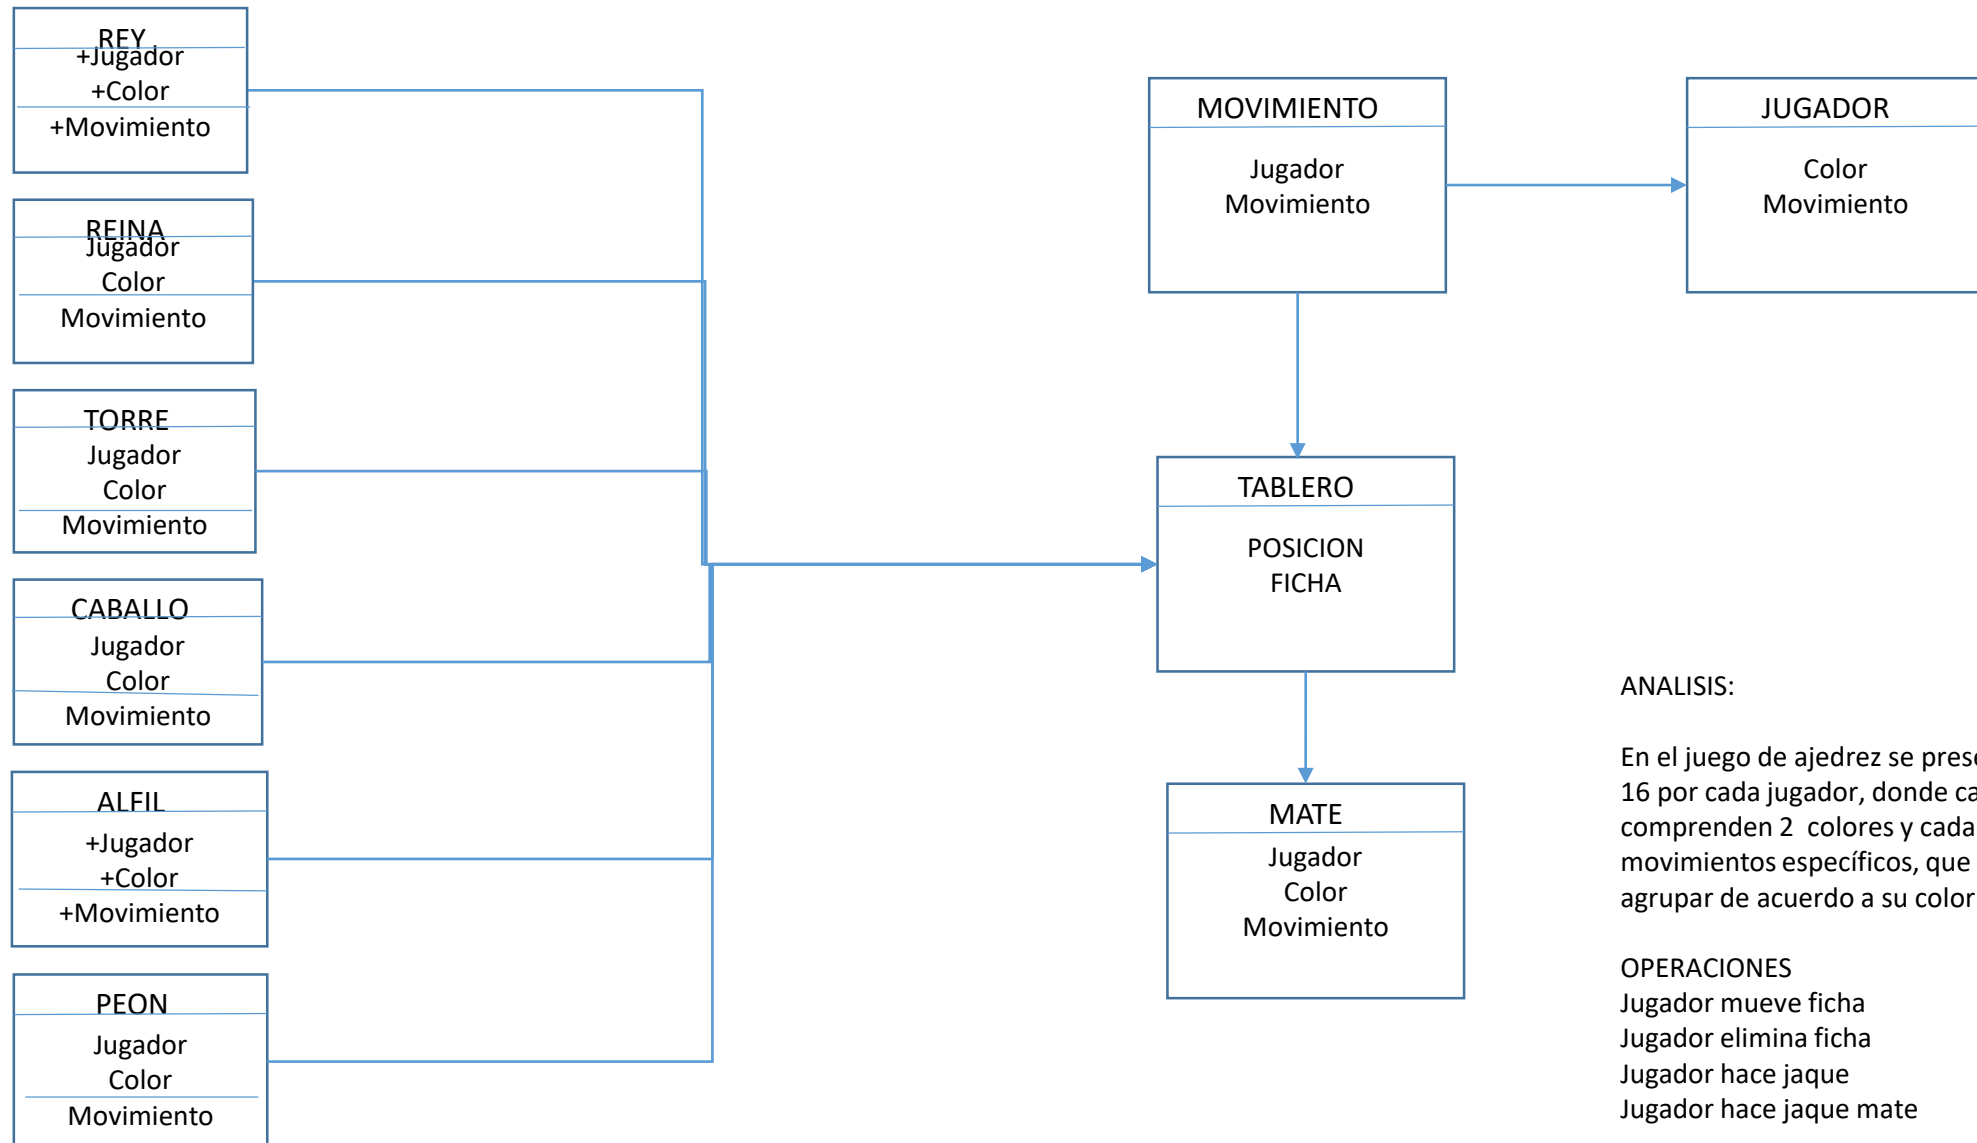 REY
+Jugador
+Color
+Movimiento
REINA
Jugador
Color
Movimiento
TORRE
Jugador
Color
Movimiento
CABALLO
Jugador
Color
Movimiento
ALFIL
+Jugador
+Color
+Movimiento
PEON
Jugador
Color
Movimiento
MOVIMIENTO
Jugador
Movimiento
JUGADOR
Color
Movimiento
TABLERO
POSICION
FICHA
MATE
Jugador
Color
Movimiento
ANALISIS:
En el juego de ajedrez se
16 por cada jugador, donde
comprenden 2 colores y cada
movimientos específicos, que
agrupar de acuerdo a su color
OPERACIONES
Jugador mueve ficha
Jugador elimina ficha
Jugador hace jaque
Jugador hace jaque mate